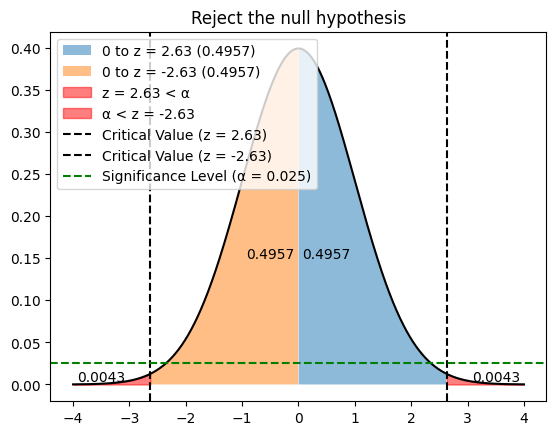 Reject the null hypothesis
0 to z = 2.63 (0.4957)
0 to z = -2.63 (0.4957)
z = 2.63 < α
α < z = -2.63
Critical Value (z = 2.63)
Critical Value (z = -2.63)
Significance Level (α = 0.025)
0.40
0.35
0.30
0.25
0.20
0.15
0.10
0.05
0.00
0.4957 0.4957
0.0043 0.0043
−4 −3 −2 −1 0 1 2 3 4